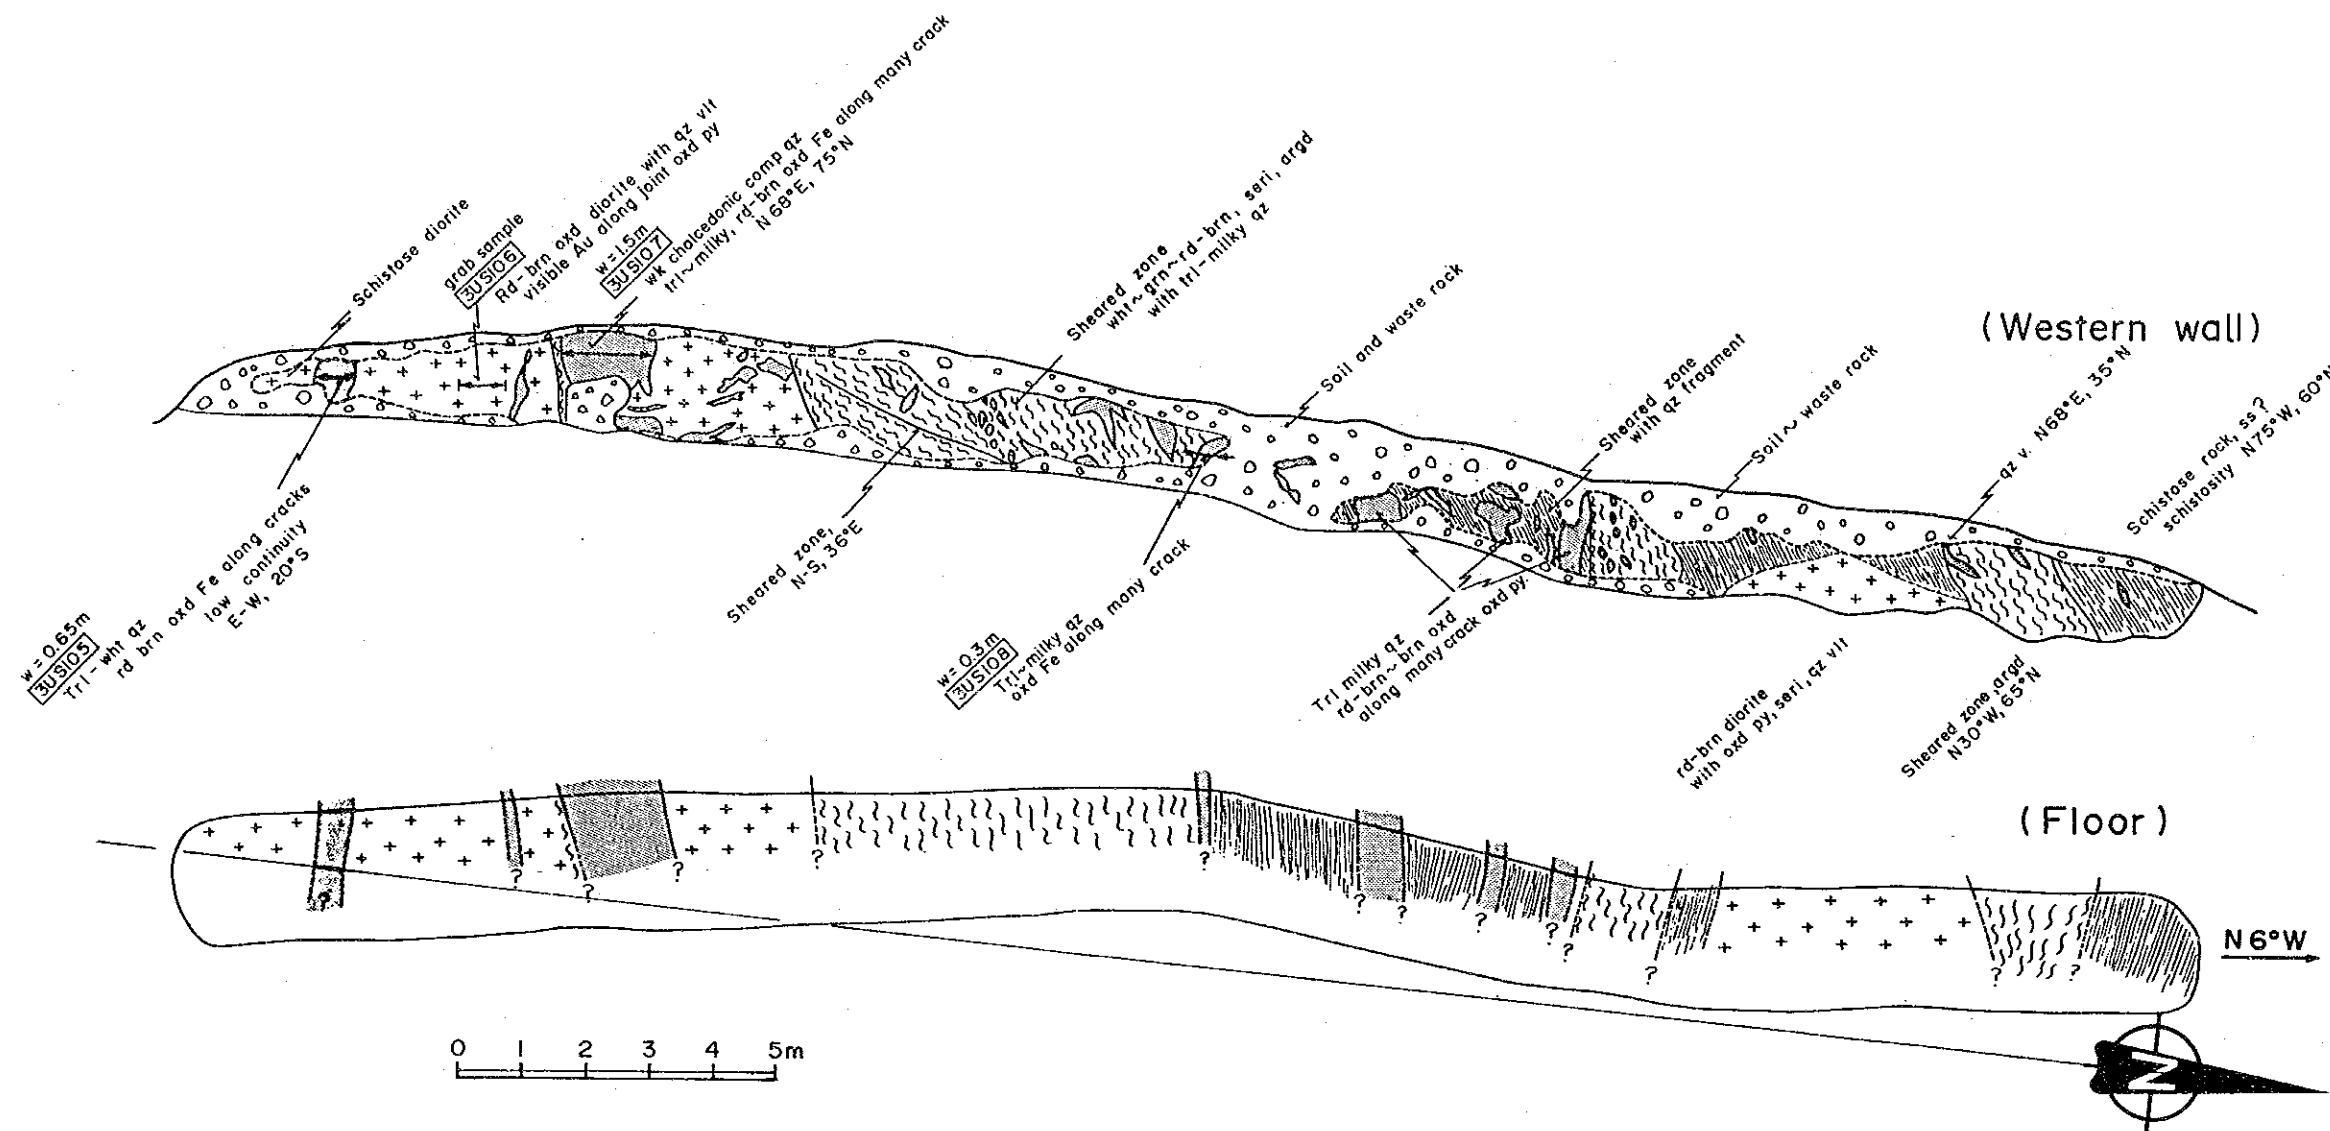 Schistose diorite
grab sample
3US106
Rd-brn oxd diorite with qz vlt
visible Au along joint oxd py
w=1.5m
3US107
wk chalcedonic comp qz
trl~milky, rd-brn oxd Fe along many crack
N68°E, 75°N
Sheared zone
wht~grn~rd-brn, seri, argd
with trl-milky qz
Soil and waste rock
Sheared zone
with qz fragment
Soil ~ waste rock
(Western wall)
qz v. N68°E, 35°N
Schistose rock, ss?
schistosity N75°W, 60°N
w=0.65m
3US105
Trl-wht qz
rd brn oxd Fe along cracks
low continuity
E-W, 20°S
Sheared zone,
N-S, 36°E
w=0.3m
3US108
Trl~milky qz
oxd Fe along many crack
Trl milky qz
rd-brn~brn oxd
along many crack oxd py
rd-brn diorite
with oxd py, seri, qz vlt
Sheared zone, argd
N30°W, 65°N
(Floor)
? ? ? ? ? ? ? ? ? ? ? ? ? ?
N6°W
0 1 2 3 4 5m
N